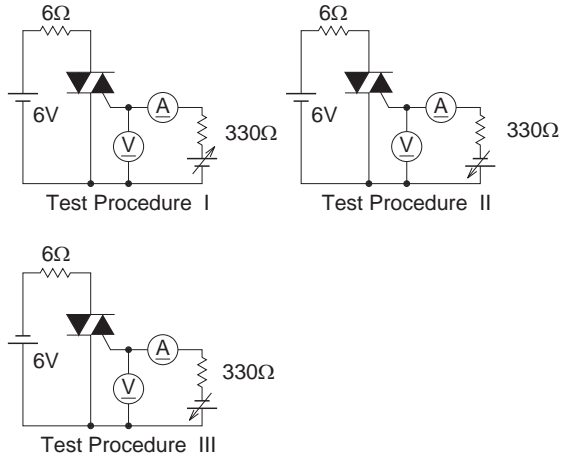 6Ω
6V
A
V
330Ω
Test Procedure I
6Ω
6V
A
V
330Ω
Test Procedure II
6Ω
6V
A
V
330Ω
Test Procedure III